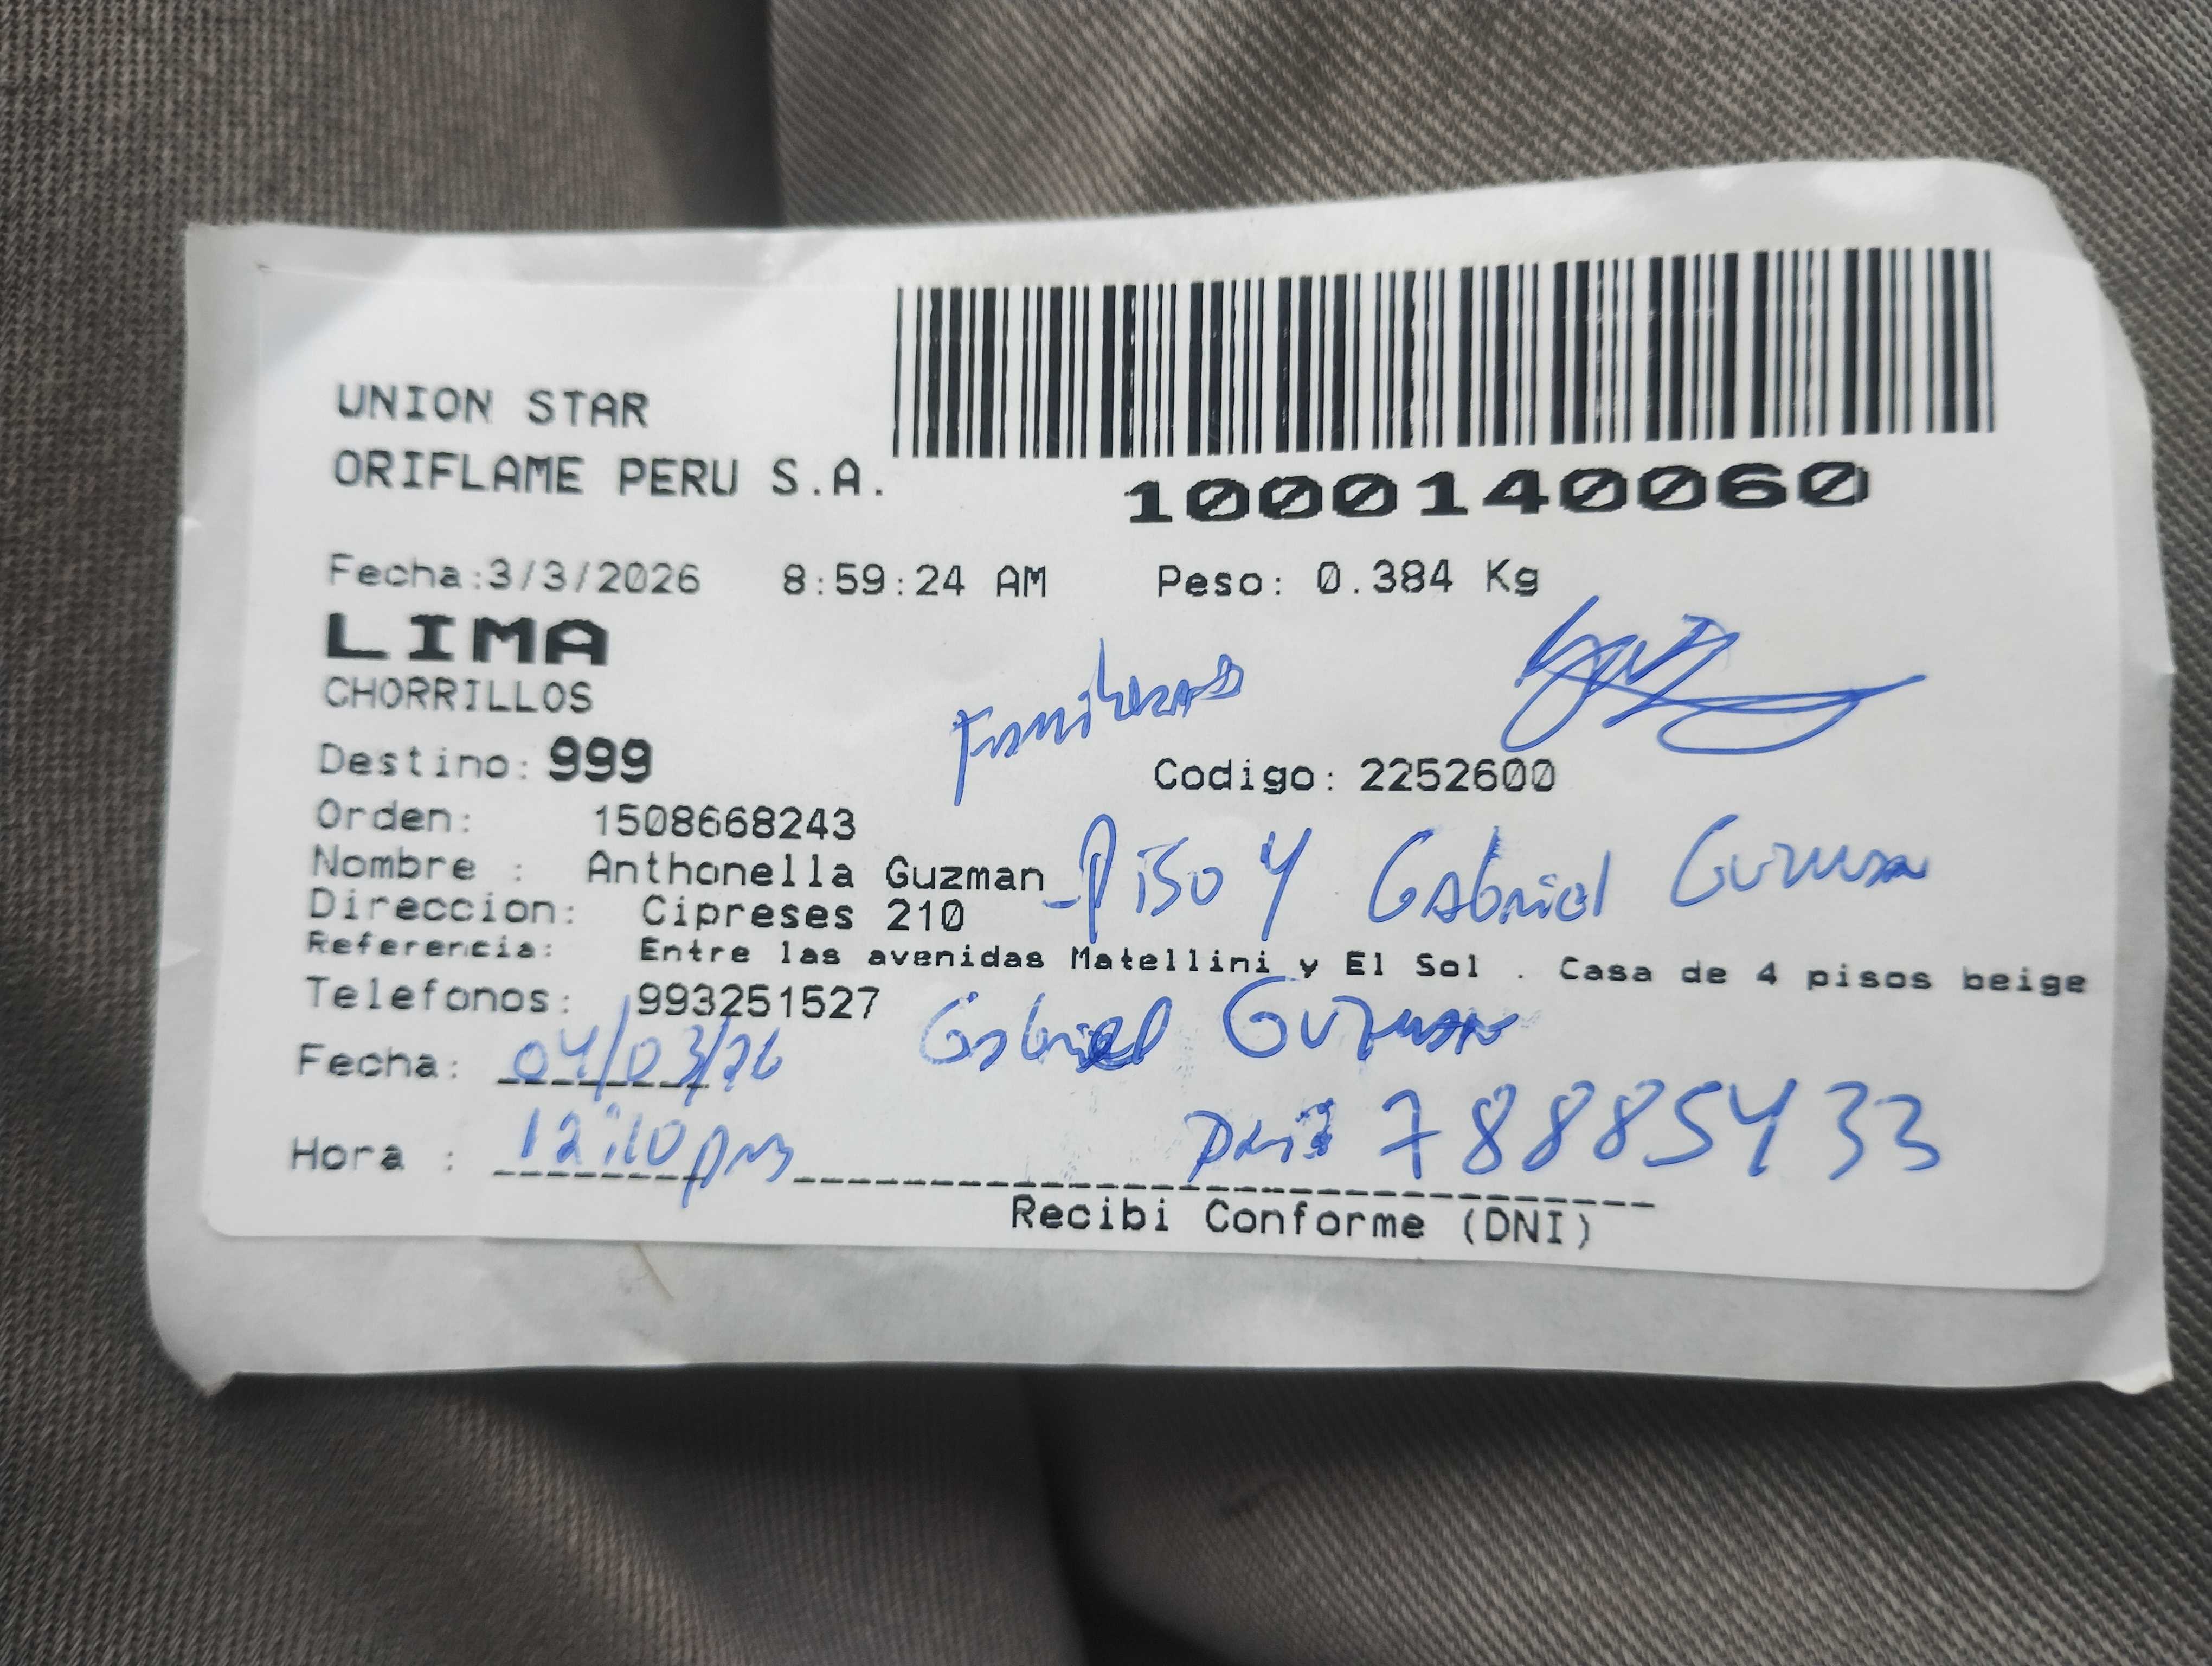 UNION STAR
ORIFLAME PERU S.A.
1000140060
Fecha:3/3/2026 8:59:24 AM Peso: 0.384 Kg
LIMA
CHORRILLOS
Destino: 999
Codigo: 2252600
Orden: 1508668243
Nombre : Anthonella Guzman - Piso 4 Gabriel Guzman
Direccion: Cipreses 210
Referencia: Entre las avenidas Matellini y El Sol . Casa de 4 pisos beige
Telefonos: 993251527
Gabriel Guzman
Fecha: 04/03/26
Hora : 12:10 pm Dni 78885433
Recibi Conforme (DNI)